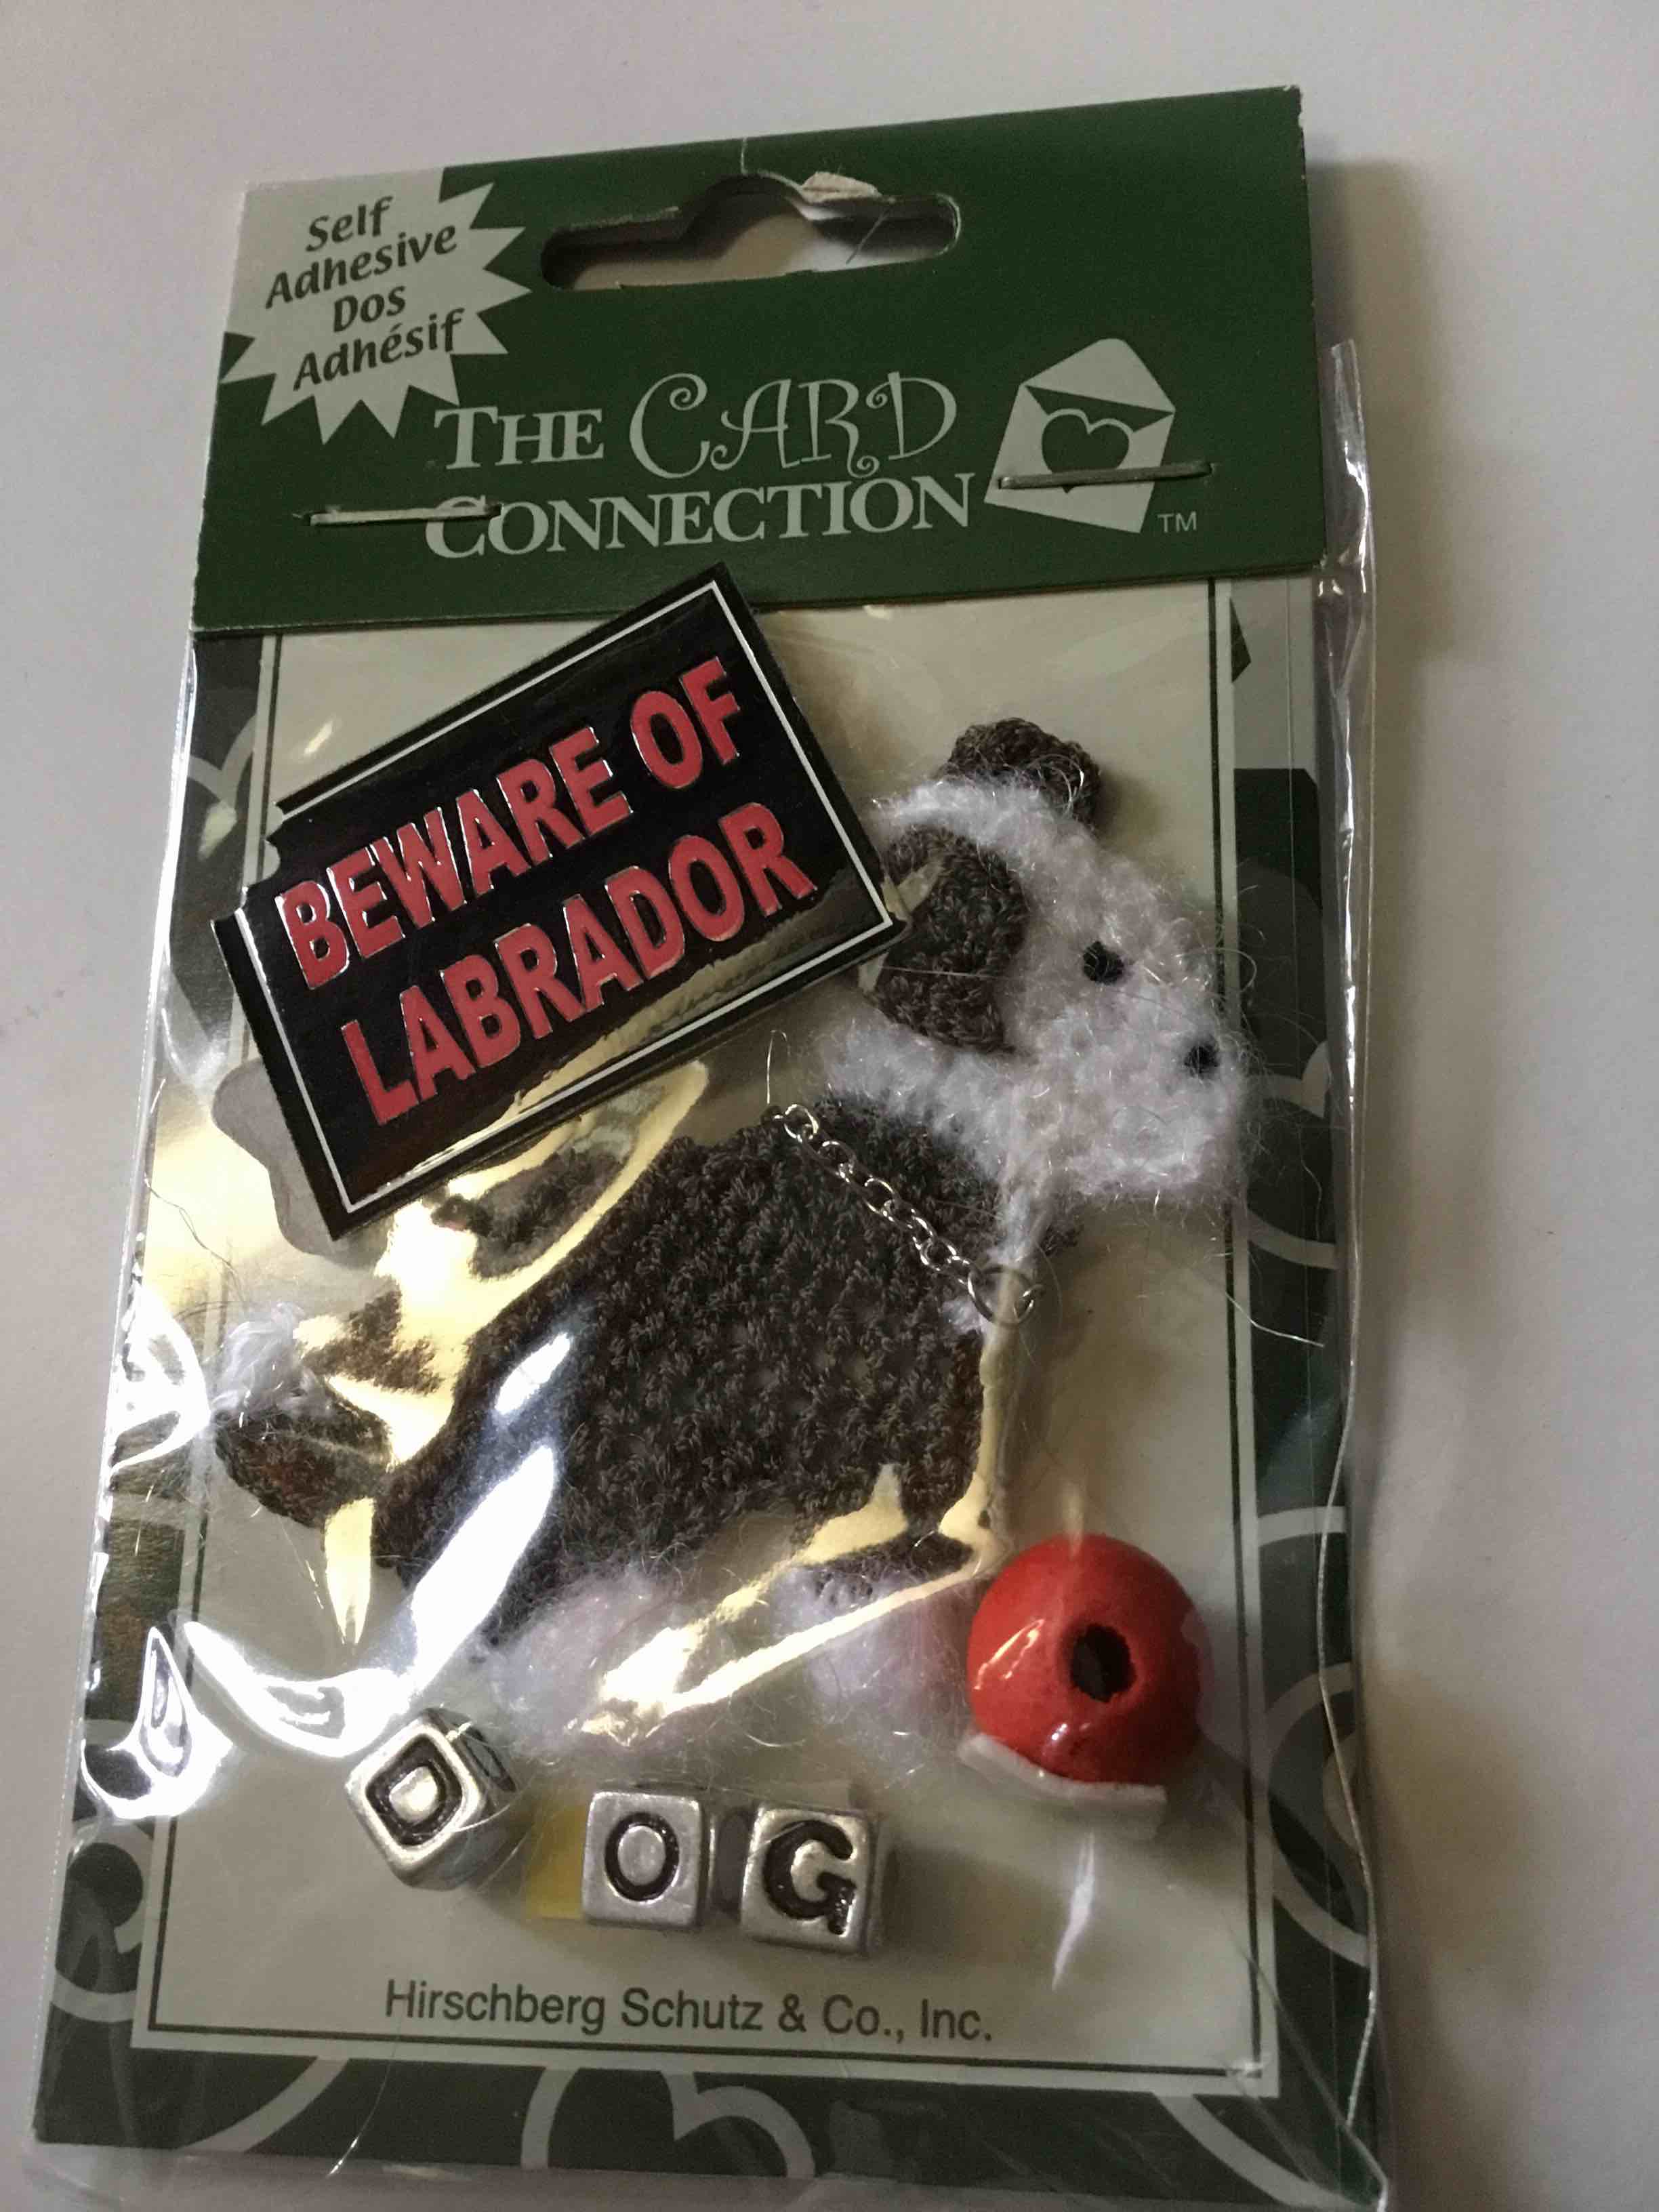 Self
Adhesive
Dos
Adhésif
THE CARD
CONNECTION
TM
BEWARE OF
LABRADOR
D O G
Hirschberg Schutz & Co., Inc.